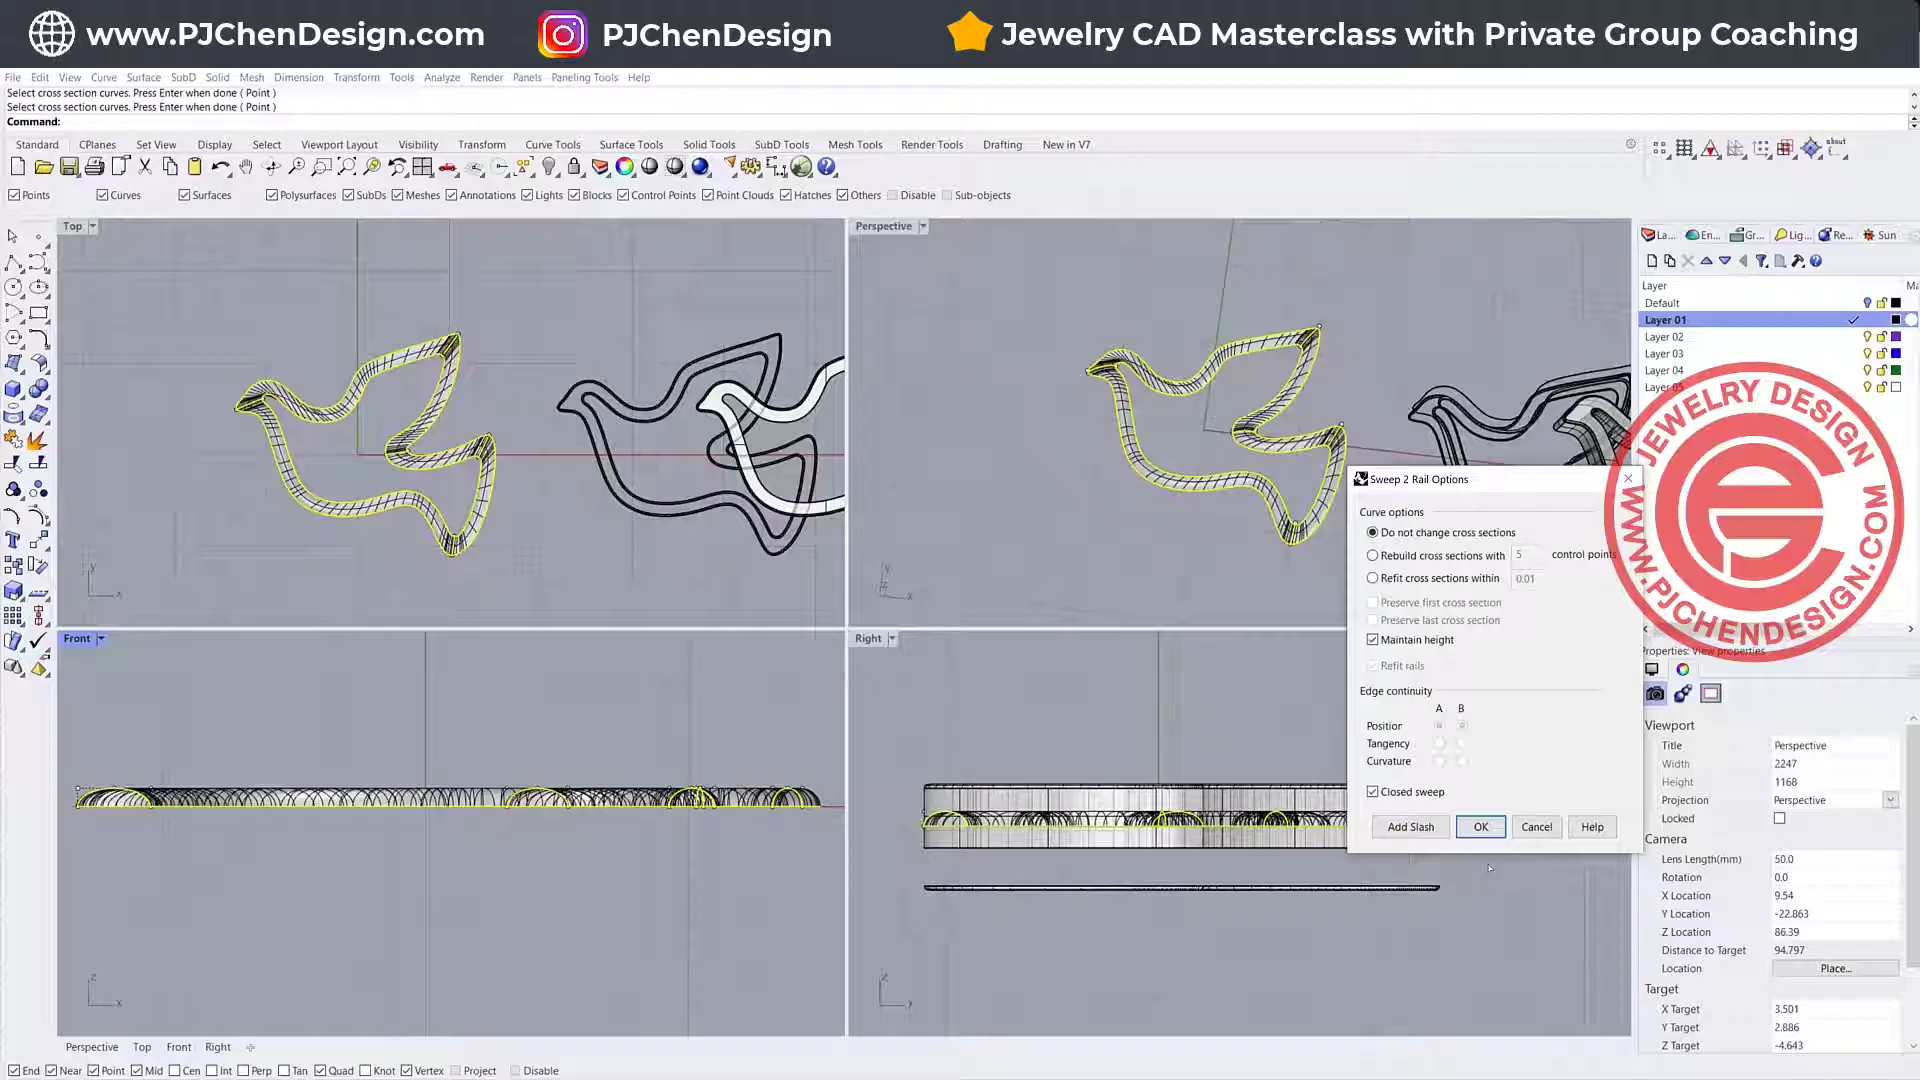 www.PJChenDesign.com PJChenDesign Jewelry CAD Masterclass with Private Group Coaching
File Edit View Curve Surface SubD Solid Mesh Dimension Transform Tools Analyze Render Panels Paneling Tools Help
Select cross section curves. Press Enter when done ( Point )
Select cross section curves. Press Enter when done ( Point )
Command:
Standard CPlanes Set View Display Select Viewport Layout Visibility Transform Curve Tools Surface Tools Solid Tools SubD Tools Mesh Tools Render Tools Drafting New in V7
about
Points Curves Surfaces Polysurfaces SubDs Meshes Annotations Lights Blocks Control Points Point Clouds Hatches Others Disable Sub-objects
Top
Perspective
La... En... Gr... Lig... Re... Sun
Layer
Default
Layer 01
Layer 02
Layer 03
Layer 04
JEWELRY DESIGN
WWW.PJCHENDESIGN.COM
Sweep 2 Rail Options
Curve options
Do not change cross sections
Rebuild cross sections with 5 control points
Refit cross sections within 0.01
Preserve first cross section
Preserve last cross section
Maintain height
Refit rails
Edge continuity
A B
Position
Tangency
Curvature
Closed sweep
Add Slash OK Cancel Help
y x
y z x
Front
Right
z x
z y
Properties: View properties
Viewport
Title Perspective
Width 2247
Height 1168
Projection Perspective
Locked
Camera
Lens Length(mm) 50.0
Rotation 0.0
X Location 9.54
Y Location -22.863
Z Location 86.39
Distance to Target 94.797
Location Place...
Target
X Target 3.501
Y Target 2.886
Z Target -4.643
Perspective Top Front Right
End Near Point Mid Cen Int Perp Tan Quad Knot Vertex Project Disable